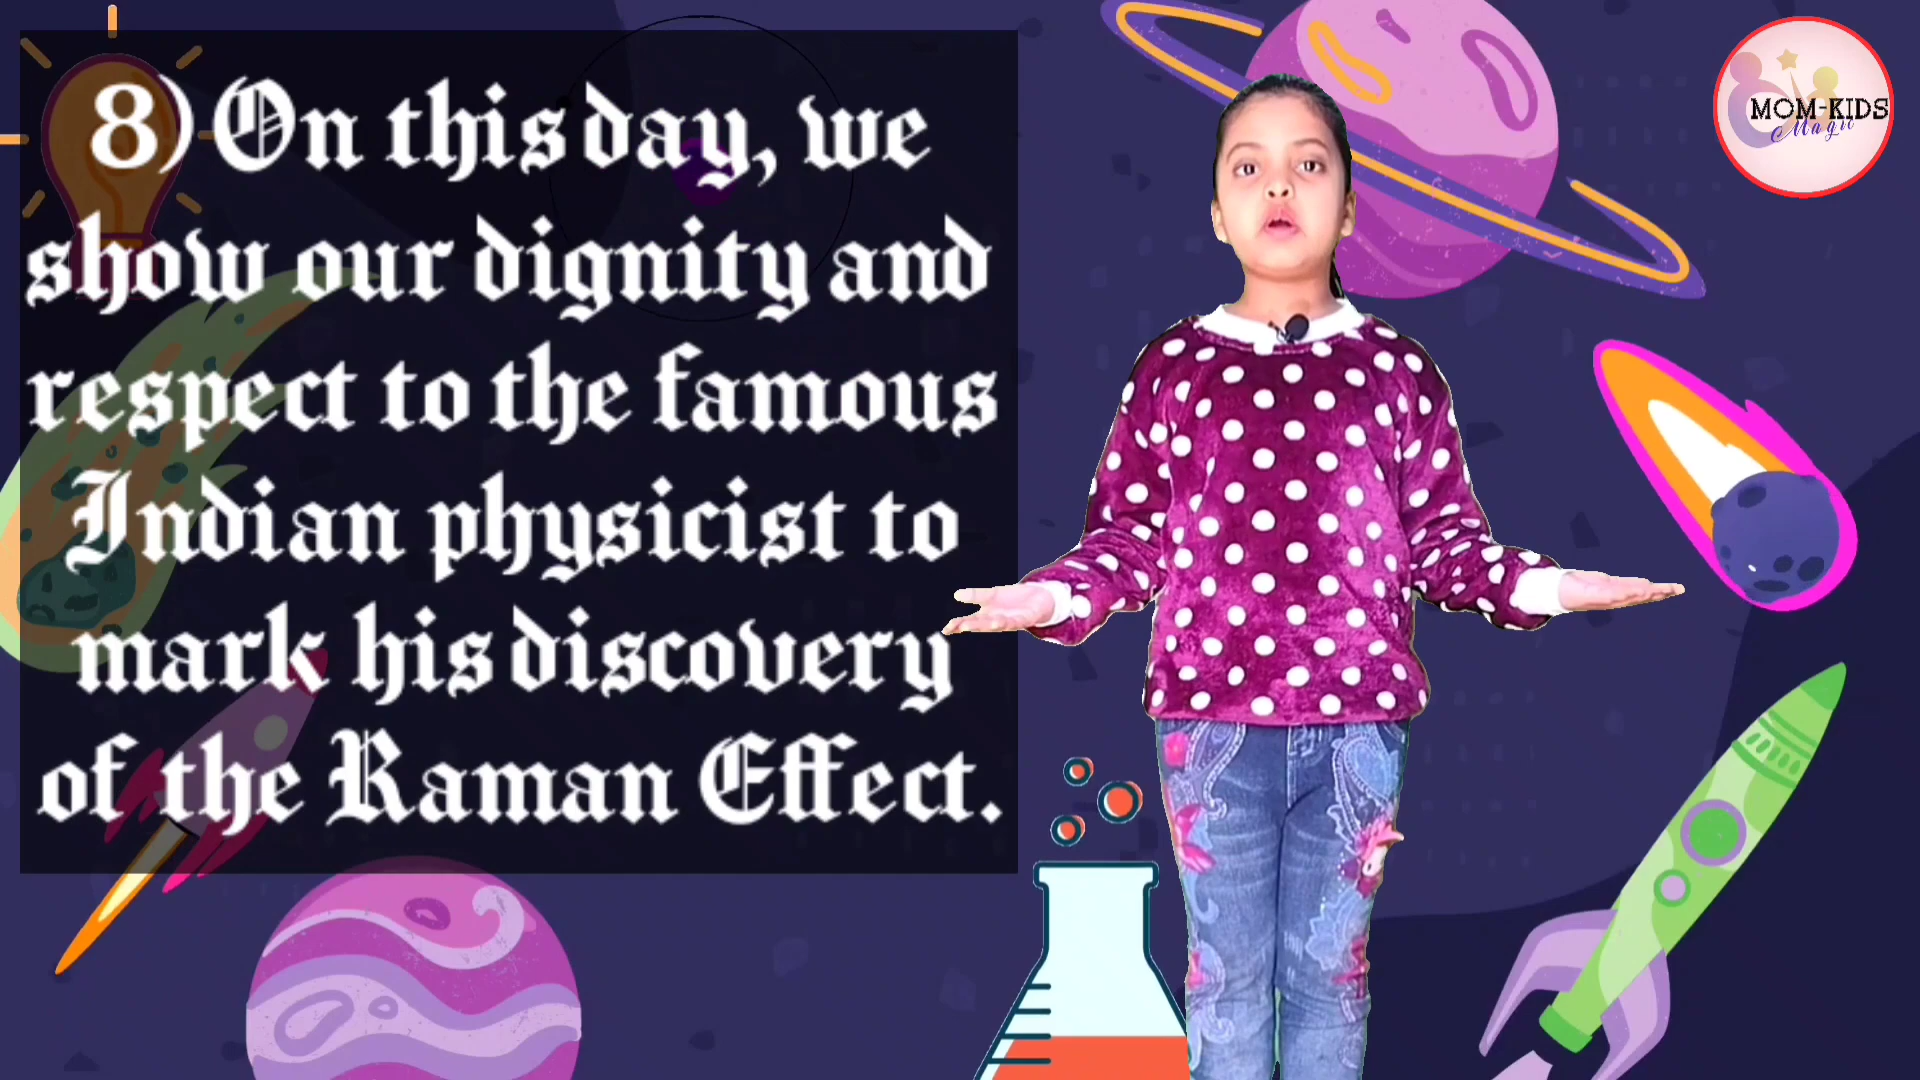 8) On this day, we
show our dignity and
respect to the famous
Indian physicist to
mark his discovery
of the Raman Effect.
MOM-KIDS
Magic